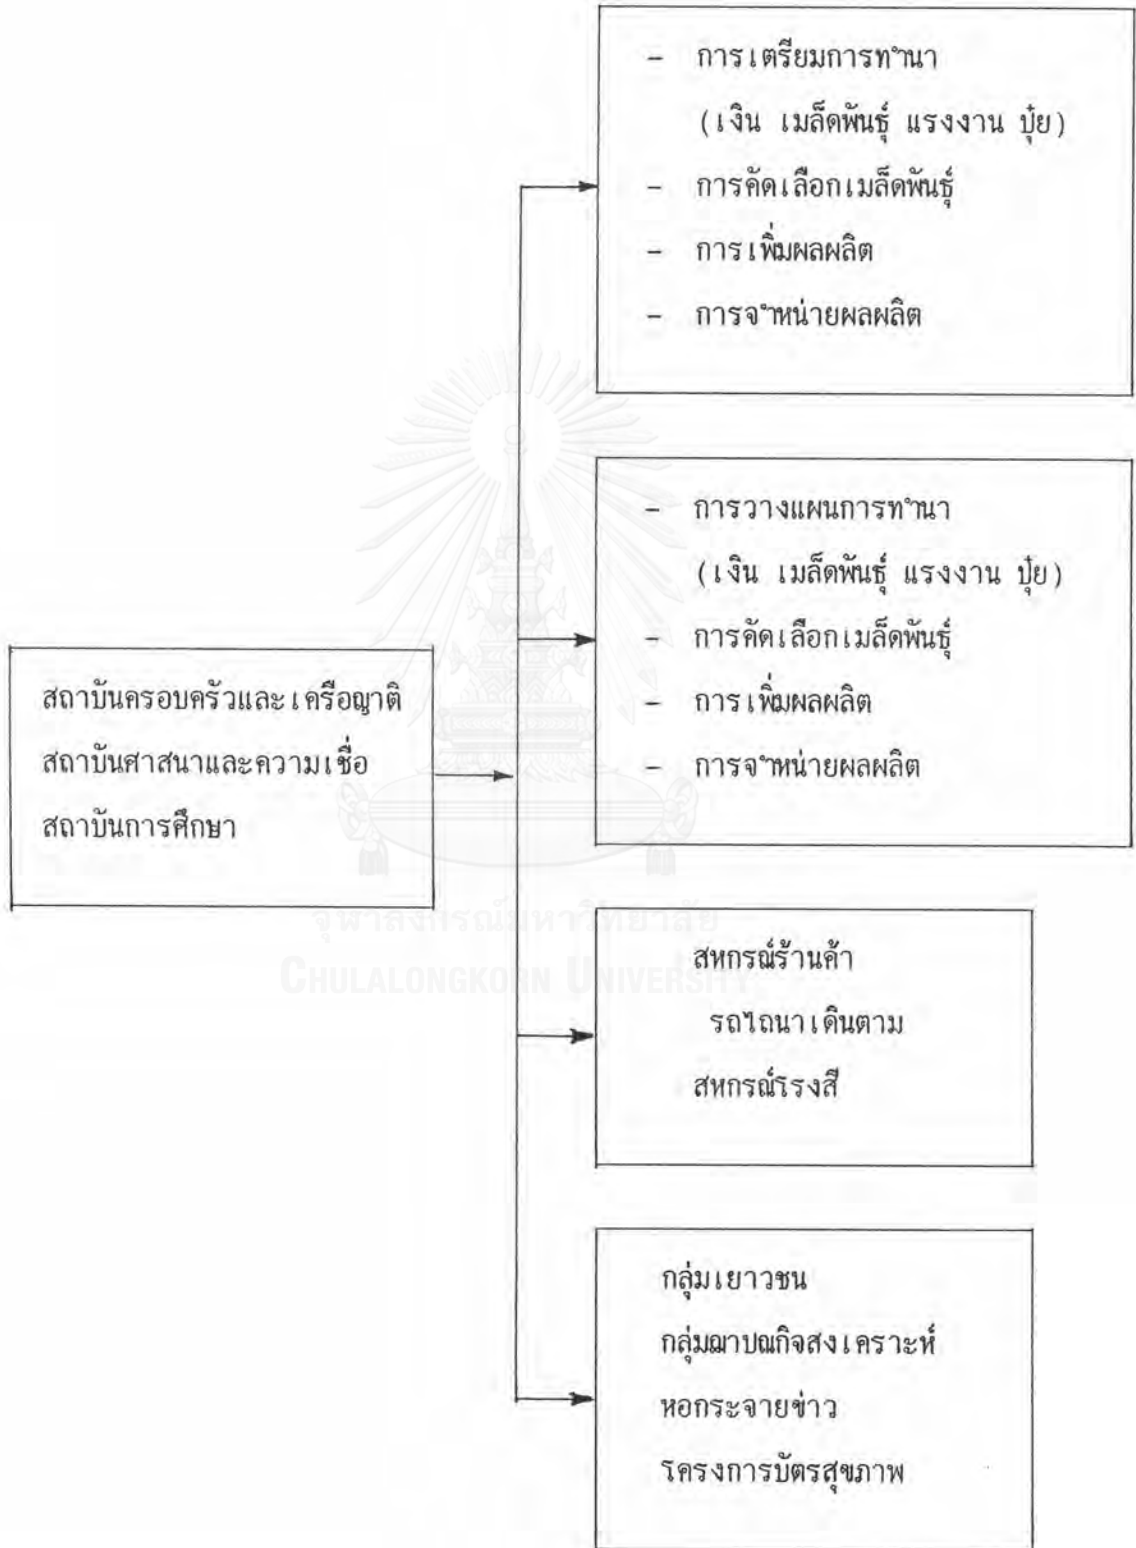 - การเตรียมการทำนา
(เงิน เมล็ดพันธุ์ แรงงาน ปุ๋ย)
- การคัดเลือกเมล็ดพันธุ์
- การเพิ่มผลผลิต
- การจำหน่ายผลผลิต
- การวางแผนการทำนา
(เงิน เมล็ดพันธุ์ แรงงาน ปุ๋ย)
- การคัดเลือกเมล็ดพันธุ์
- การเพิ่มผลผลิต
- การจำหน่ายผลผลิต
สถาบันครอบครัวและเครือญาติ
สถาบันศาสนาและความเชื่อ
สถาบันการศึกษา
จุฬาลงกรณ์มหาวิทยาลัย
CHULALONGKORN UNIVERSITY
สหกรณ์ร้านค้า
รถไถนาเดินตาม
สหกรณ์โรงสี
กลุ่มเยาวชน
กลุ่มฌาปณกิจสงเคราะห์
หอกระจายข่าว
โครงการบัตรสุขภาพ